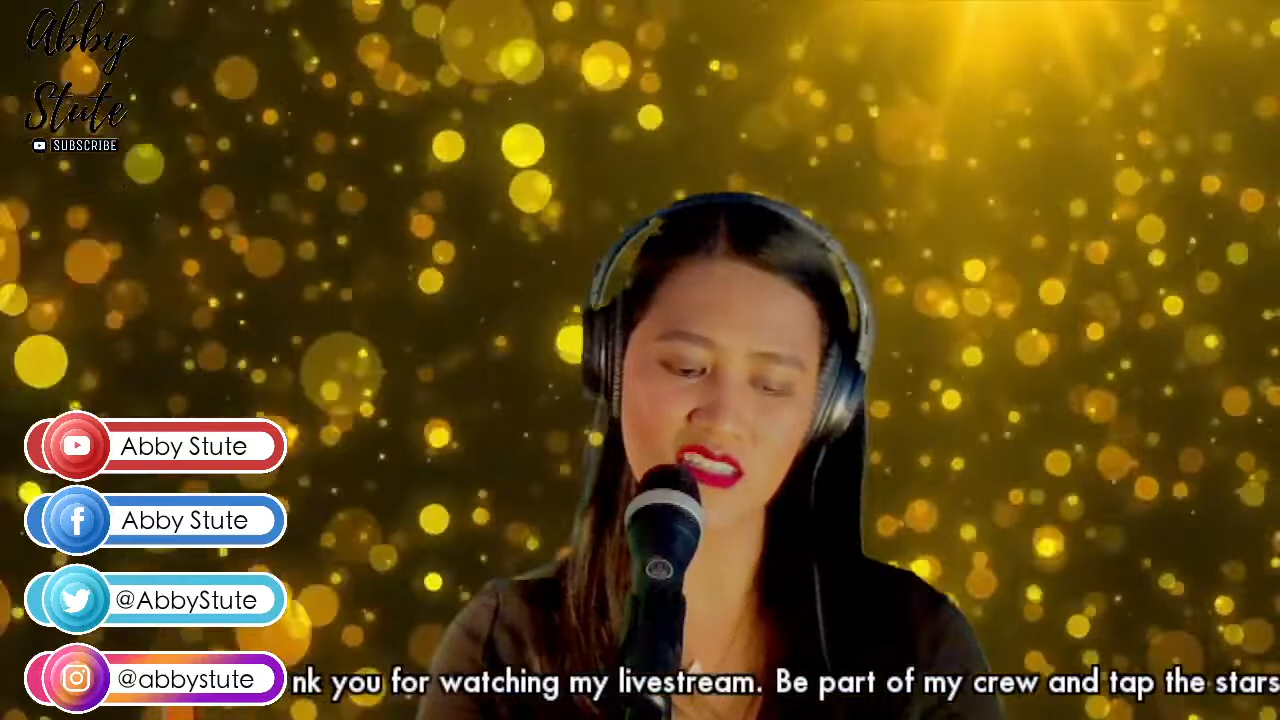 Abby
Stute
SUBSCRIBE
Abby Stute
Abby Stute
@AbbyStute
@abbystute
nk you for watching my livestream. Be part of my crew and tap the stars